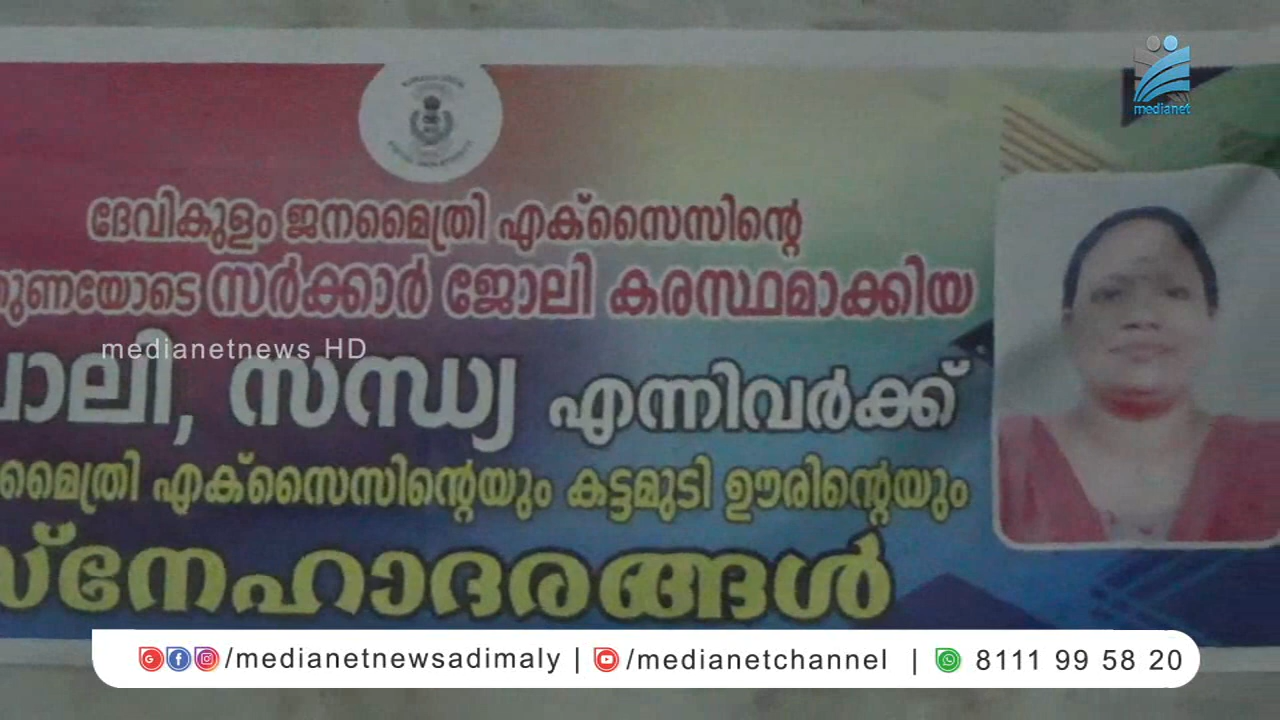 medianet
ദേവികുളം ജനമൈത്രി എക്സൈസിന്റെ
സർക്കാർ ജോലി കരസ്ഥമാക്കിയ
medianetnews HD
സന്ധ്യ എന്നിവർക്ക്
എക്സൈസിന്റെയും കട്ടമുടി ഊരിന്റെയും
സ്നേഹാദരങ്ങൾ
/medianetnewsadimaly | /medianetchannel | 8111 99 58 20